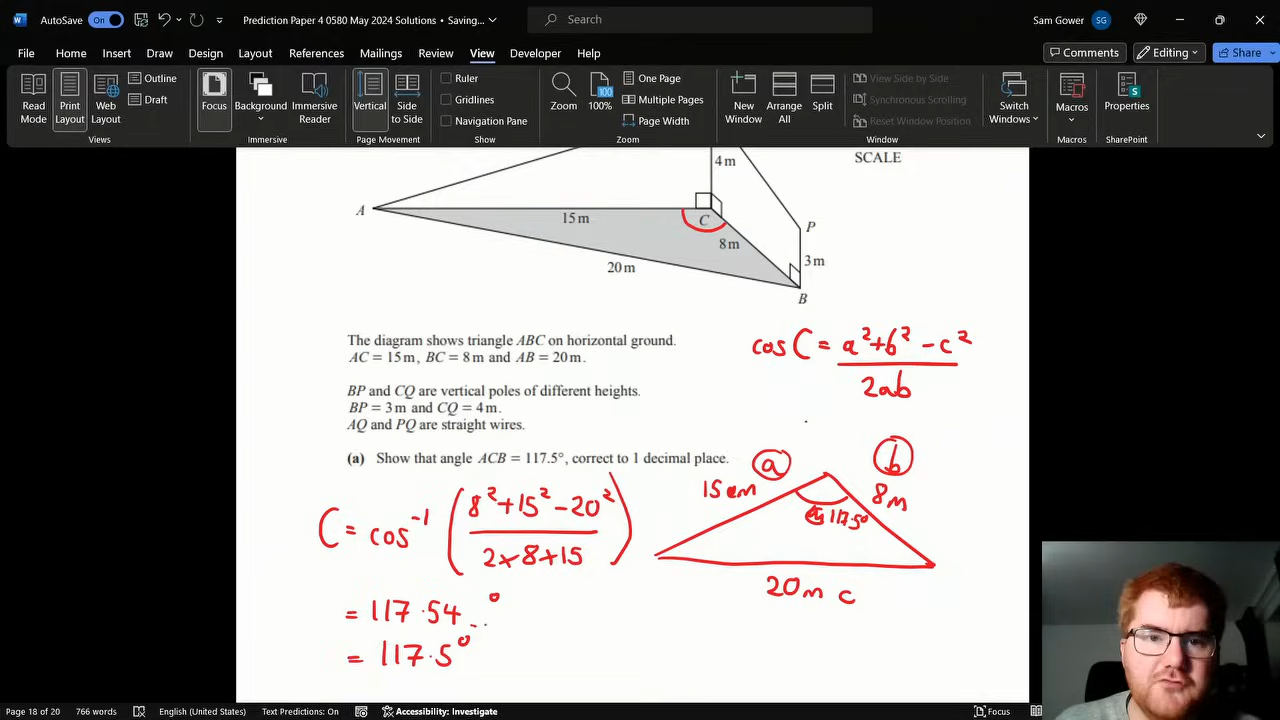 AutoSave On Prediction Paper 4 0580 May 2024 Solutions • Saving... Search Sam Gower SG
File Home Insert Draw Design Layout References Mailings Review View Developer Help Comments Editing Share
Read Mode
Print Layout
Web Layout
Outline
Draft
Views
Focus
Background
Immersive Reader
Immersive
Vertical
Side to Side
Page Movement
Ruler
Gridlines
Navigation Pane
Show
Zoom
100
100%
One Page
Multiple Pages
Page Width
Zoom
New Window
Arrange All
Split
View Side by Side
Synchronous Scrolling
Reset Window Position
Window
Switch Windows
Macros
Macros
Properties
SharePoint
SCALE
4 m
A
15 m
C
8 m
20 m
P
3 m
B
The diagram shows triangle ABC on horizontal ground.
AC = 15 m, BC = 8 m and AB = 20 m.
BP and CQ are vertical poles of different heights.
BP = 3 m and CQ = 4 m.
AQ and PQ are straight wires.
(a) Show that angle ACB = 117.5°, correct to 1 decimal place.
cos C = a²+b²-c²
2ab
C = cos⁻¹ ( 8²+15²-20² )
2×8+15
= 117.54...°
= 117.5°
a
b
15 m
8m
117.5°
20m c
Page 18 of 20 766 words English (United States) Text Predictions: On Accessibility: Investigate Focus